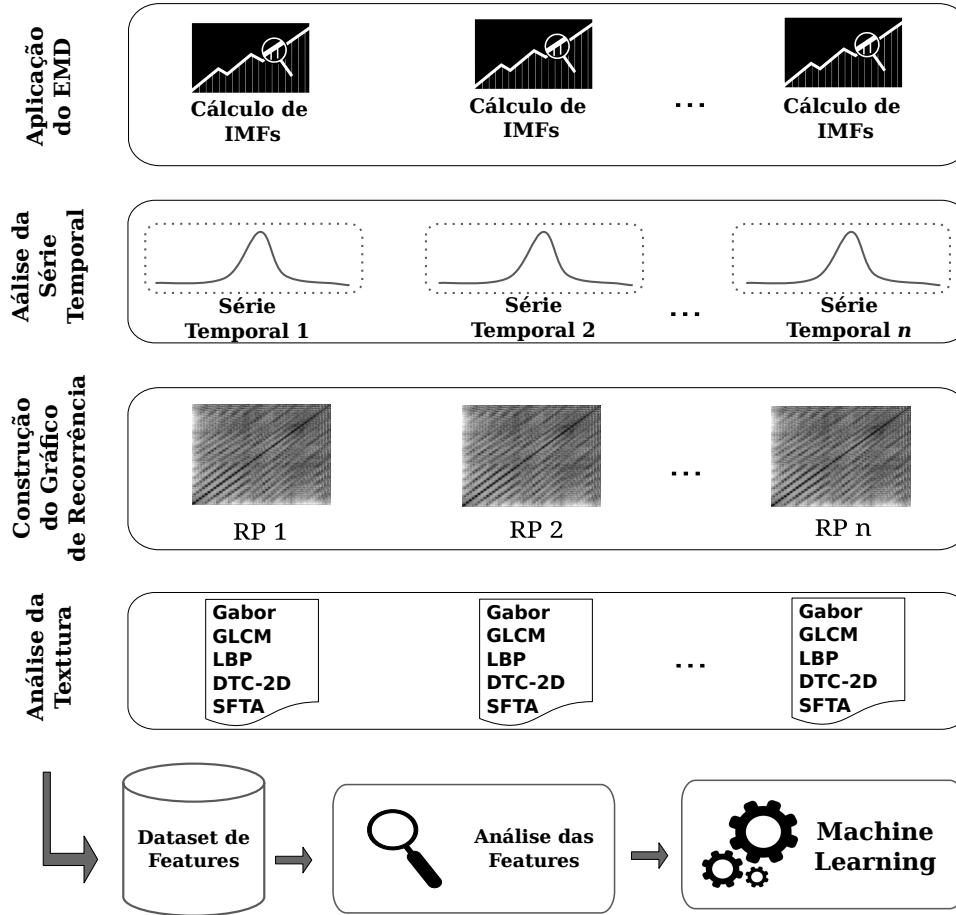 Aplicação
do EMD
Cálculo de
IMFs
Cálculo de
IMFs
...
Cálculo de
IMFs
Aálise da
Série
Temporal
Série
Temporal 1
Série
Temporal 2
...
Série
Temporal n
Construção
do Gráfico
de Recorrência
RP 1
RP 2
...
RP n
Análise da
Texttura
Gabor
GLCM
LBP
DTC-2D
SFTA
Gabor
GLCM
LBP
DTC-2D
SFTA
...
Gabor
GLCM
LBP
DTC-2D
SFTA
Dataset de
Features
Análise das
Features
Machine
Learning